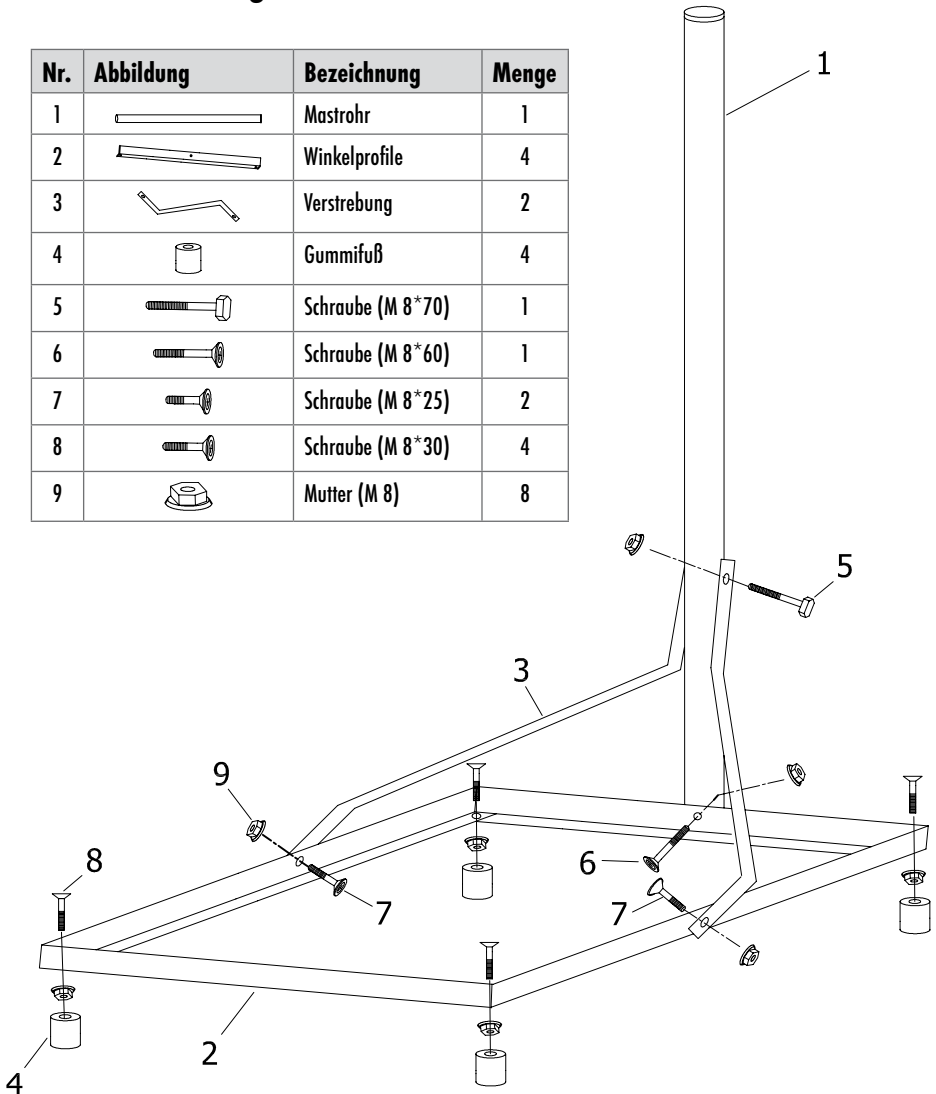 Nr. Abbildung Bezeichnung Menge
1 Mastrohr 1
2 Winkelprofile 4
3 Verstrebung 2
4 Gummifuß 4
5 Schraube (M 8*70) 1
6 Schraube (M 8*60) 1
7 Schraube (M 8*25) 2
8 Schraube (M 8*30) 4
9 Mutter (M 8) 8
1
5
3
9
6
8
7
7
2
4